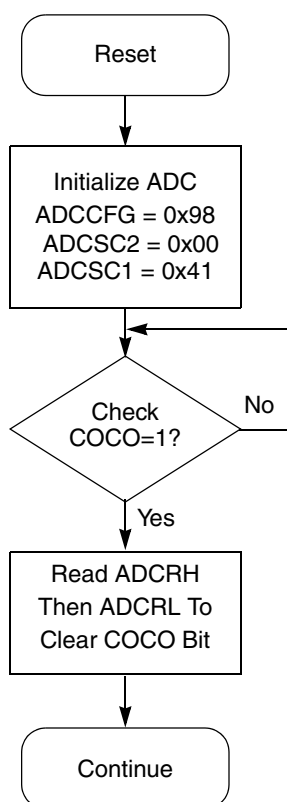 Reset
Initialize ADC
ADCCFG = 0x98
ADCSC2 = 0x00
ADCSC1 = 0x41
Check
COCO=1?
No
Yes
Read ADCRH
Then ADCRL To
Clear COCO Bit
Continue